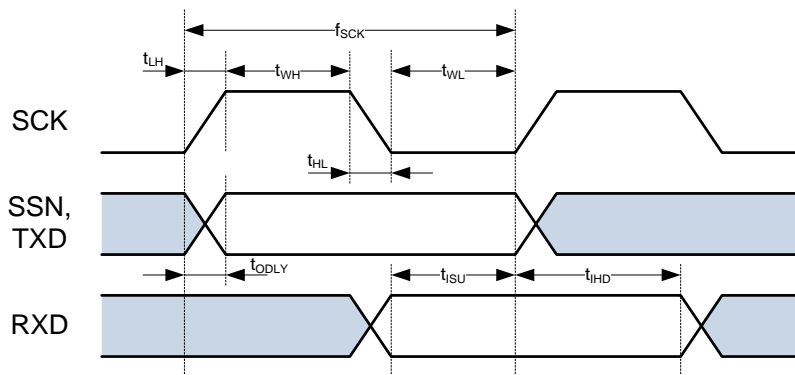 fSCK
tLH
tWH
tWL
SCK
tHL
SSN,
TXD
tODLY
tISU
tIHD
RXD